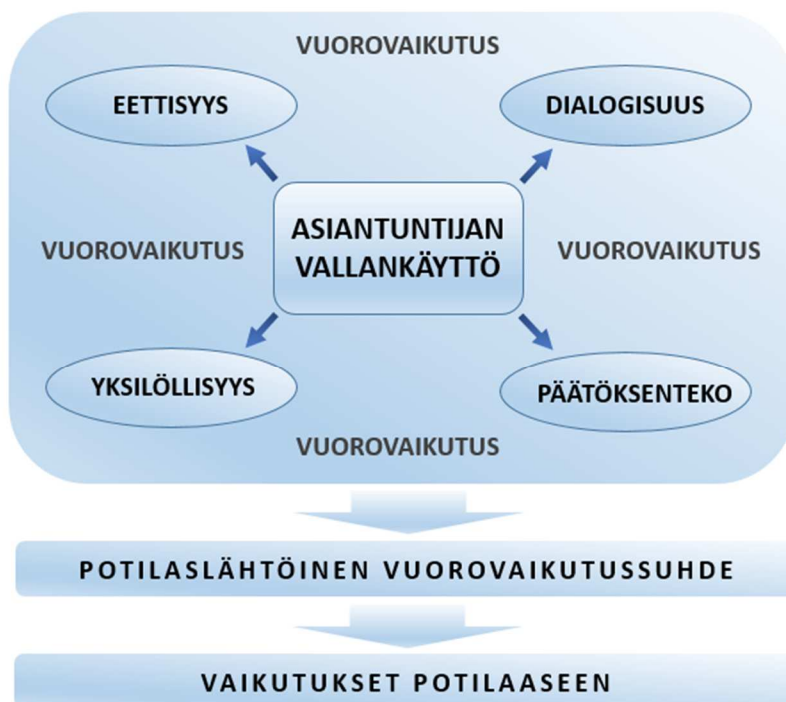 VUOROVAIKUTUS
EETTISYYS
DIALOGISUUS
ASIANTUNTIJAN
VALLANKÄYTTÖ
VUOROVAIKUTUS
VUOROVAIKUTUS
YKSILÖLLISYYS
PÄÄTÖKSENTEKO
VUOROVAIKUTUS
POTILASLÄHTÖINEN VUOROVAIKUTUSSUHDE
VAIKUTUKSET POTILAASEEN